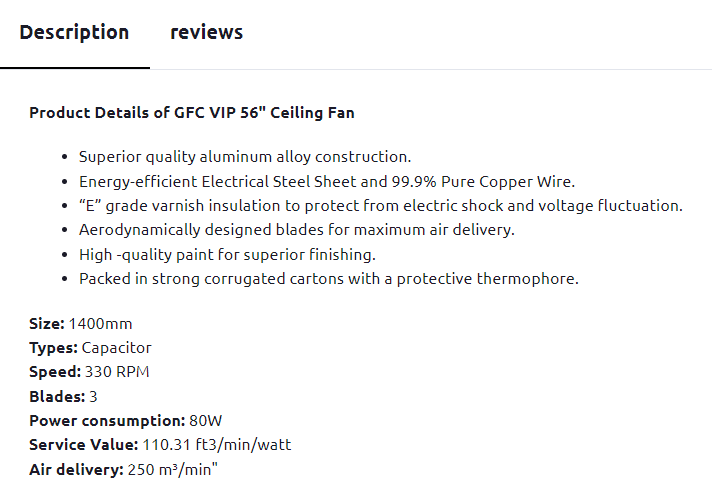 Description reviews
Product Details of GFC VIP 56" Ceiling Fan
• Superior quality aluminum alloy construction.
• Energy-efficient Electrical Steel Sheet and 99.9% Pure Copper Wire.
• “E” grade varnish insulation to protect from electric shock and voltage fluctuation.
• Aerodynamically designed blades for maximum air delivery.
• High -quality paint for superior finishing.
• Packed in strong corrugated cartons with a protective thermophore.
Size: 1400mm
Types: Capacitor
Speed: 330 RPM
Blades: 3
Power consumption: 80W
Service Value: 110.31 ft3/min/watt
Air delivery: 250 m³/min"